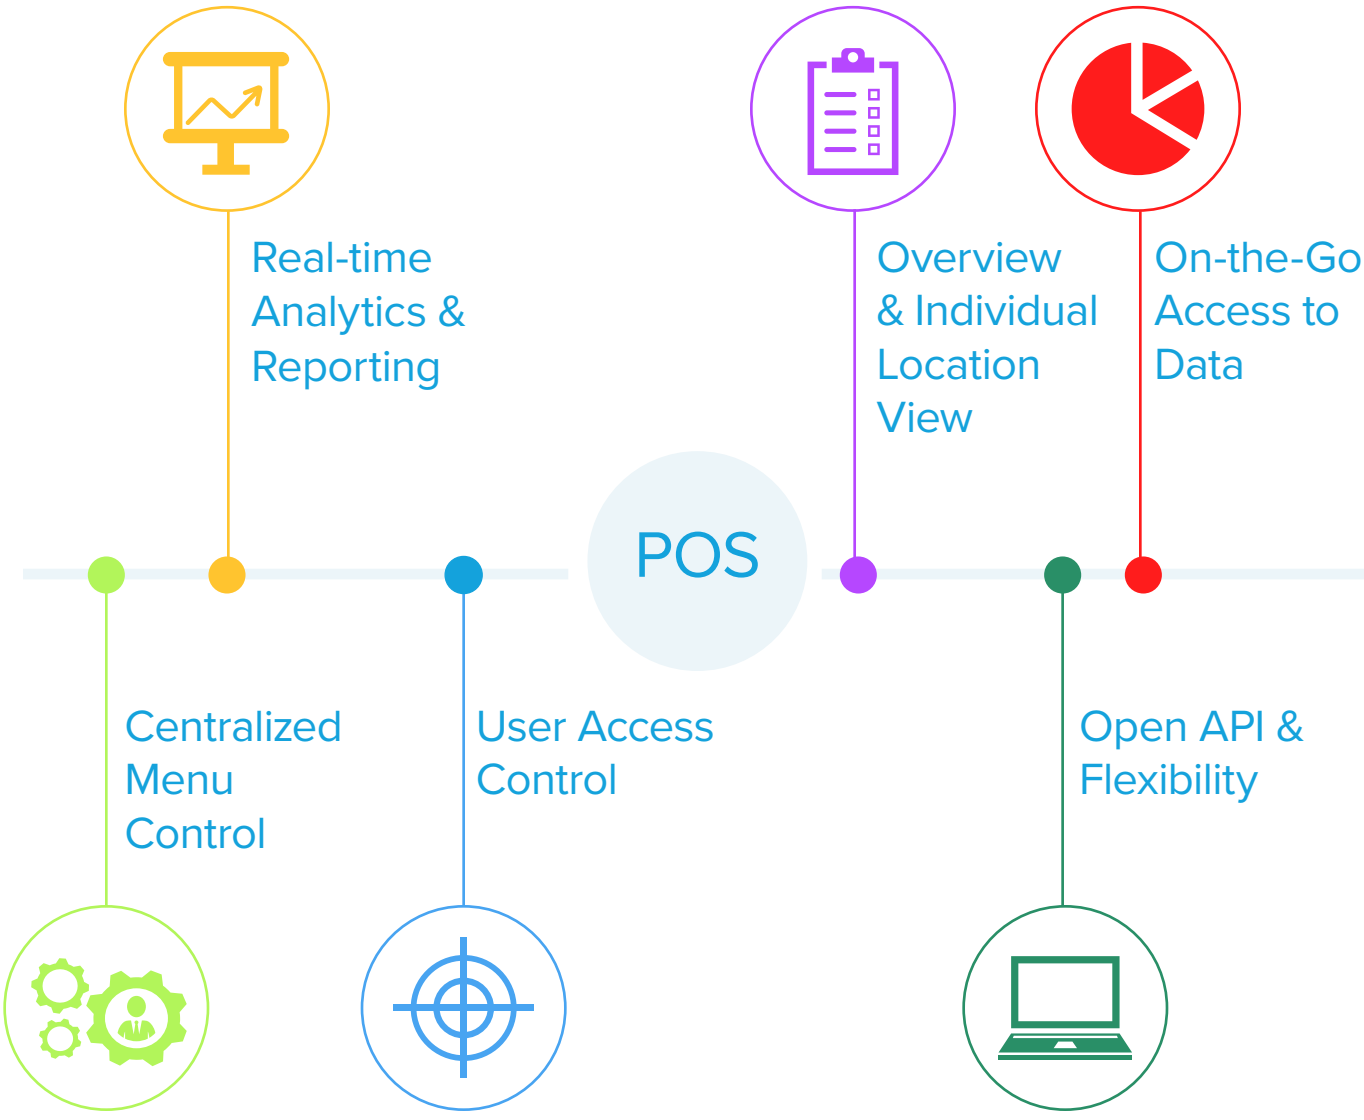 Real-time
Analytics &
Reporting
Overview
& Individual
Location
View
On-the-Go
Access to
Data
POS
Centralized
Menu
Control
User Access
Control
Open API &
Flexibility